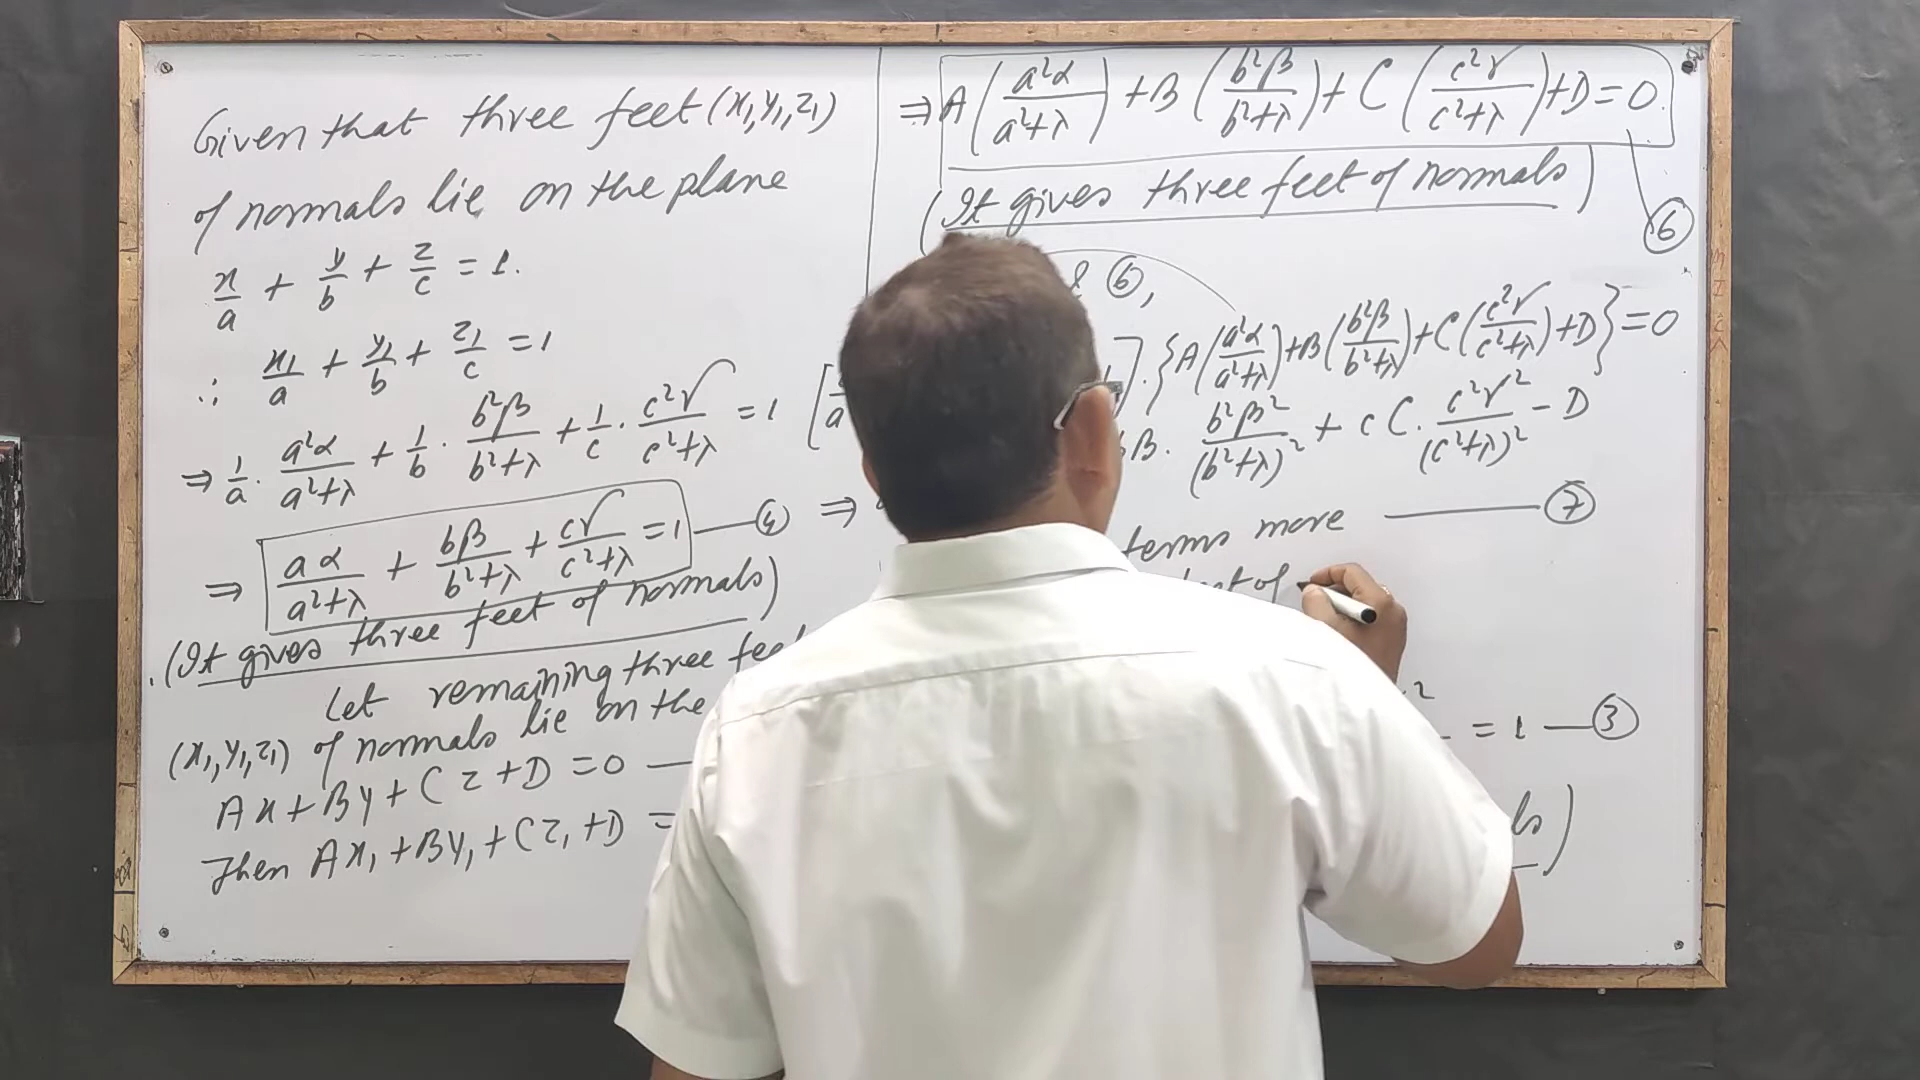 Given that three feet (x₁,y₁,z₁)
of normals lie on the plane
x/a + y/b + z/c = 1.
∴ x₁/a + y₁/b + z₁/c = 1
⇒ 1/a · a²α/(a²+λ) + 1/b · b²β/(b²+λ) + 1/c · c²γ/(c²+λ) = 1
⇒ aα/(a²+λ) + bβ/(b²+λ) + cγ/(c²+λ) = 1 —— ④
(It gives three feet of normals)
Let remaining three fee
(x₁,y₁,z₁) of normals lie on the
Ax+By+Cz+D = 0 —
Then Ax₁+By₁+Cz₁+D =
⇒ A(a²α/(a²+λ)) + B(b²β/(b²+λ)) + C(c²γ/(c²+λ)) + D = 0. — ⑥
(It gives three feet of normals)
& ⑥,
[ ]·{A(a²α/(a²+λ))+B(b²β/(b²+λ))+C(c²γ/(c²+λ))+D} = 0
⇒ bB. b²β²/(b²+λ)² + cC. c²γ²/(c²+λ)² − D
terms more —— ⑦
of
= 1 — ③
ls)